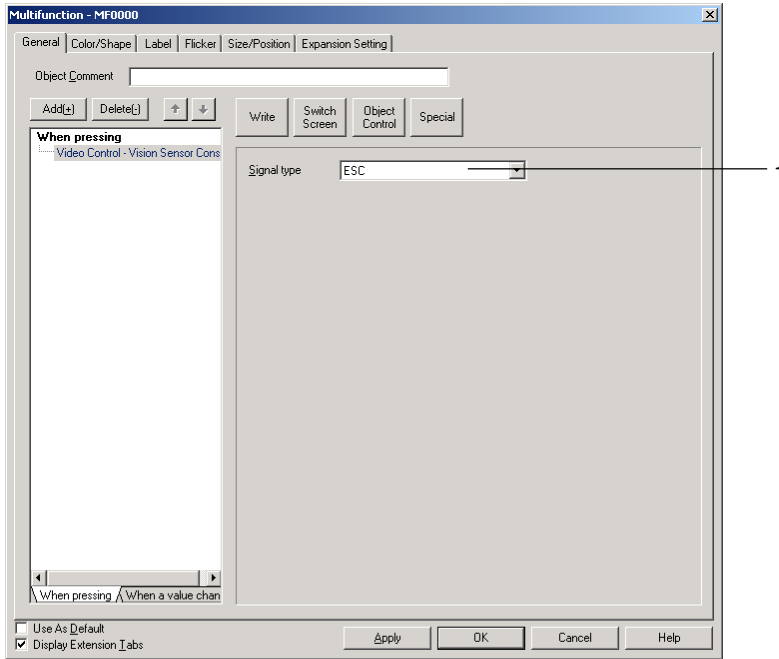 Multifunction - MF0000
General Color/Shape Label Flicker Size/Position Expansion Setting
Object Comment
Add(+) Delete(-)
Write Switch Screen Object Control Special
When pressing
Video Control - Vision Sensor Cons
Signal type ESC
When pressing When a value chan
Use As Default
Display Extension Tabs
Apply OK Cancel Help